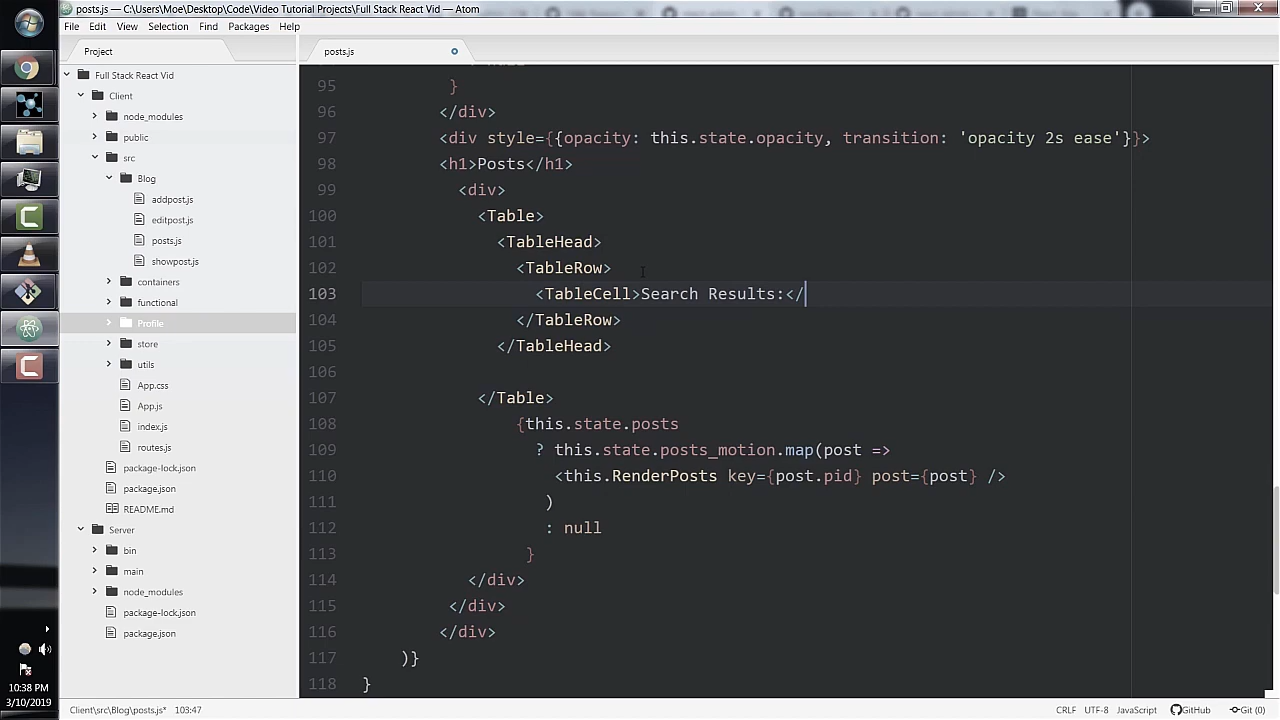 posts.js — C:\Users\Moe\Desktop\Code\Video Tutorial Projects\Full Stack React Vid — Atom
File Edit View Selection Find Packages Help
Project
posts.js
Full Stack React Vid
Client
node_modules
public
src
Blog
addpost.js
editpost.js
posts.js
showpost.js
containers
functional
Profile
store
utils
App.css
App.js
index.js
routes.js
package-lock.json
package.json
README.md
Server
bin
main
node_modules
package-lock.json
package.json
95 }
96 </div>
97 <div style={{opacity: this.state.opacity, transition: 'opacity 2s ease'}}>
98 <h1>Posts</h1>
99 <div>
100 <Table>
101 <TableHead>
102 <TableRow>
103 <TableCell>Search Results:</
104 </TableRow>
105 </TableHead>
106
107 </Table>
108 {this.state.posts
109 ? this.state.posts_motion.map(post =>
110 <this.RenderPosts key={post.pid} post={post} />
111 )
112 : null
113 }
114 </div>
115 </div>
116 </div>
117 )}
118 }
10:38 PM
3/10/2019
Client\src\Blog\posts.js* 103:47
CRLF UTF-8 JavaScript GitHub Git (0)